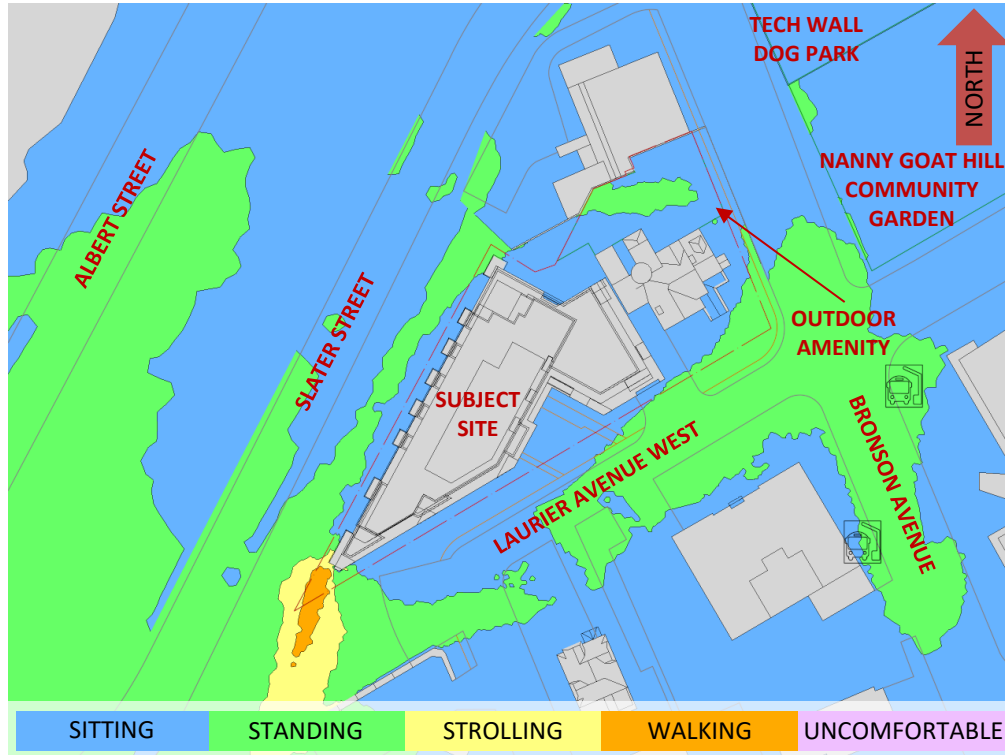 TECH WALL
DOG PARK
NORTH
NANNY GOAT HILL
COMMUNITY
GARDEN
ALBERT STREET
SLATER STREET
OUTDOOR
AMENITY
SUBJECT
SITE
LAURIER AVENUE WEST
BRONSON AVENUE
SITTING
STANDING
STROLLING
WALKING
UNCOMFORTABLE